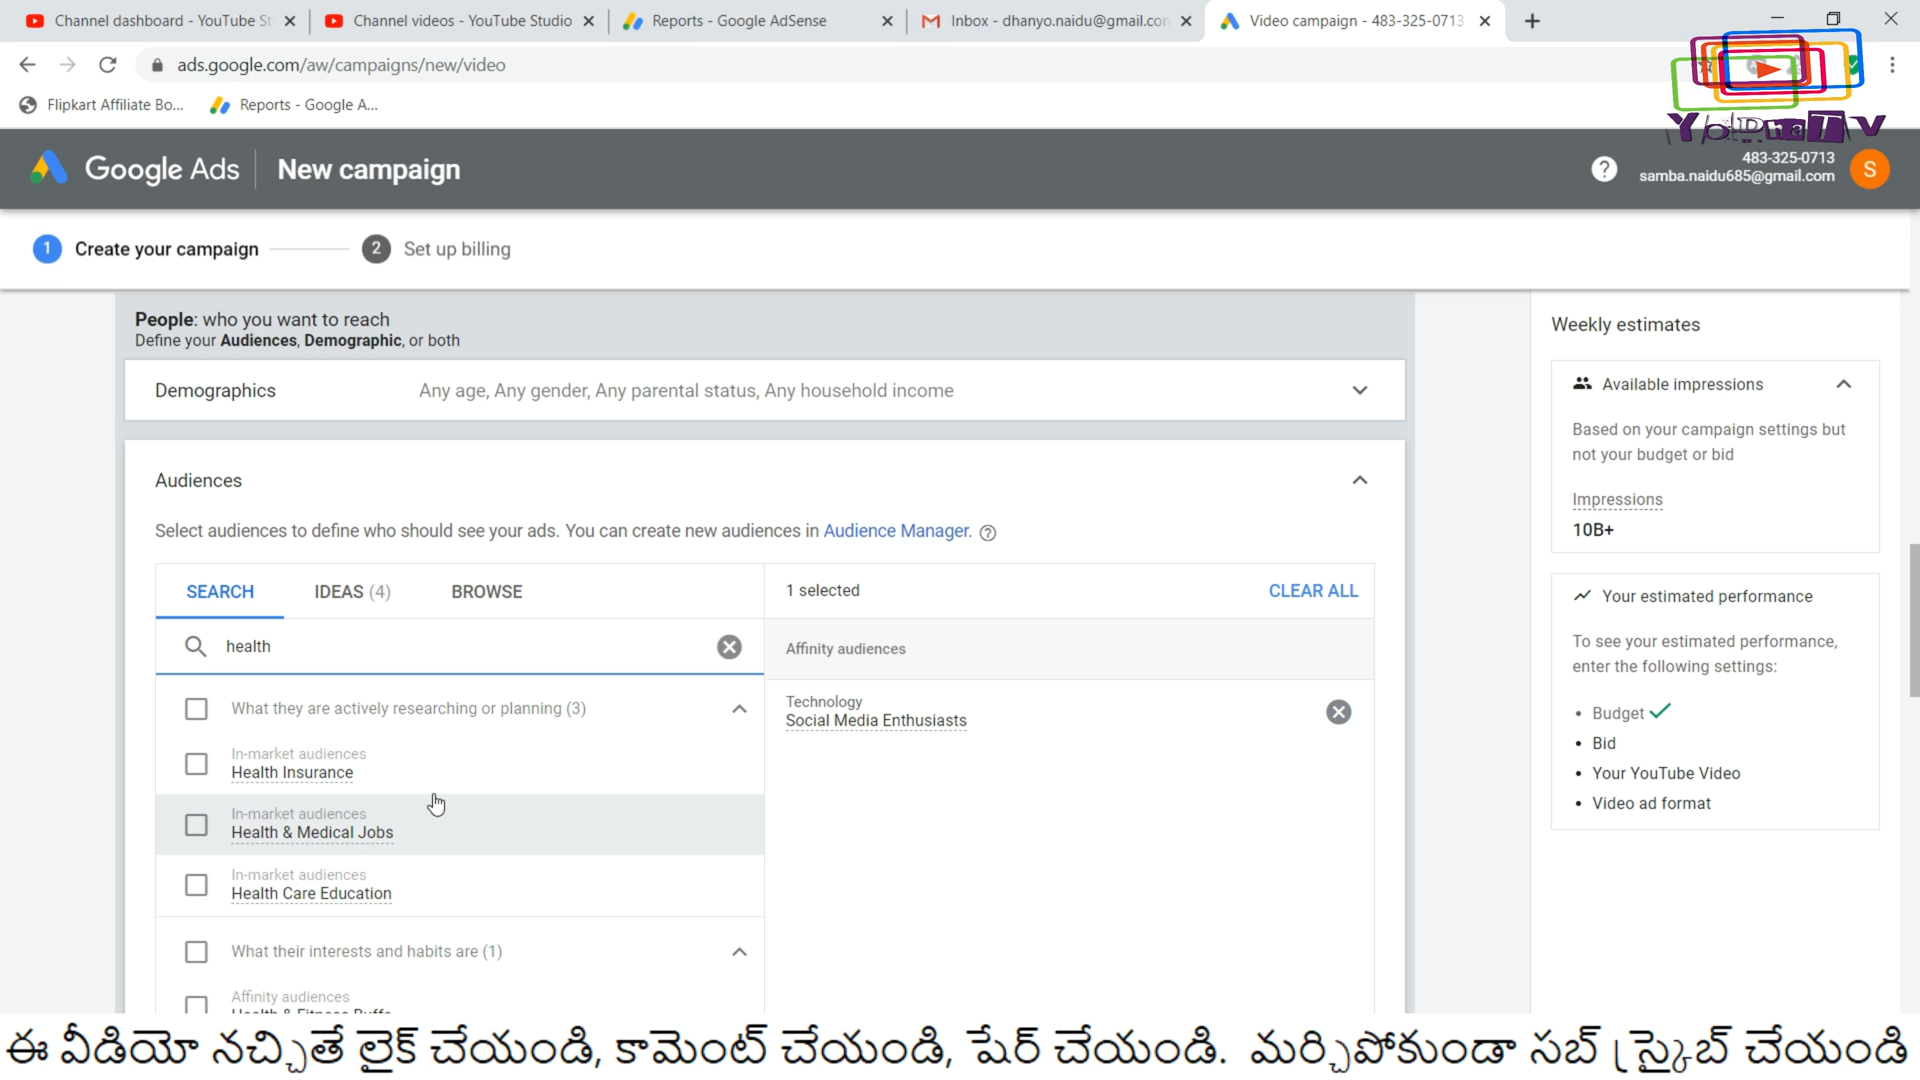 Channel dashboard - YouTube St
Channel videos - YouTube Studio
Reports - Google AdSense
Inbox - dhanyo.naidu@gmail.con
Video campaign - 483-325-0713
ads.google.com/aw/campaigns/new/video
Flipkart Affiliate Bo...
Reports - Google A...
YoDhaTV
Google Ads
New campaign
483-325-0713
samba.naidu685@gmail.com
S
1 Create your campaign
2 Set up billing
People: who you want to reach
Define your Audiences, Demographic, or both
Demographics
Any age, Any gender, Any parental status, Any household income
Audiences
Select audiences to define who should see your ads. You can create new audiences in Audience Manager.
SEARCH
IDEAS (4)
BROWSE
health
What they are actively researching or planning (3)
In-market audiences
Health Insurance
In-market audiences
Health & Medical Jobs
In-market audiences
Health Care Education
What their interests and habits are (1)
Affinity audiences
Health & Fitness Buffs
1 selected
CLEAR ALL
Affinity audiences
Technology
Social Media Enthusiasts
Weekly estimates
Available impressions
Based on your campaign settings but
not your budget or bid
Impressions
10B+
Your estimated performance
To see your estimated performance,
enter the following settings:
• Budget
• Bid
• Your YouTube Video
• Video ad format
ఈ వీడియో నచ్చితే లైక్ చేయండి, కామెంట్ చేయండి, షేర్ చేయండి. మర్చిపోకుండా సబ్ స్క్రైబ్ చేయండి